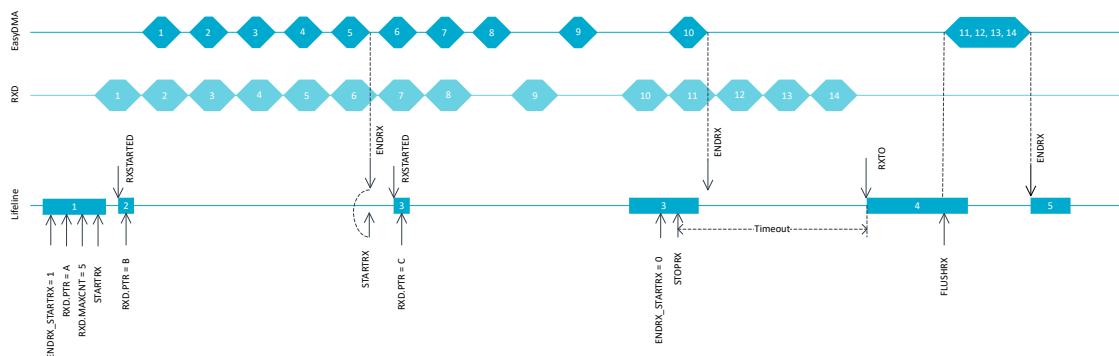 EasyDMA
1
2
3
4
5
6
7
8
9
10
11, 12, 13, 14
RXD
1
2
3
4
5
6
7
8
9
10
11
12
13
14
ENDRX
ENDRX
RXSTARTED
RXSTARTED
RXTO
ENDRX
Lifeline
1
2
3
3
4
5
Timeout
ENDRX_STARTRX = 1
RXD.PTR = A
RXD.MAXCNT = 5
STARTRX
RXD.PTR = B
STARTRX
RXD.PTR = C
ENDRX_STARTRX = 0
STOPRX
FLUSHRX